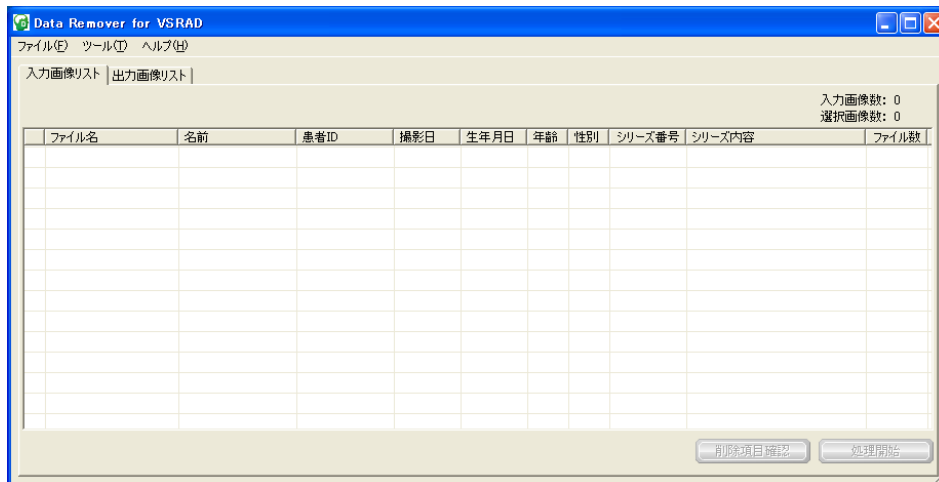 Data Remover for VSRAD
ファイル(F) ツール(T) ヘルプ(H)
入力画像リスト 出力画像リスト
入力画像数: 0
選択画像数: 0
ファイル名 名前 患者ID 撮影日 生年月日 年齢 性別 シリーズ番号 シリーズ内容 ファイル数
削除項目確認 処理開始